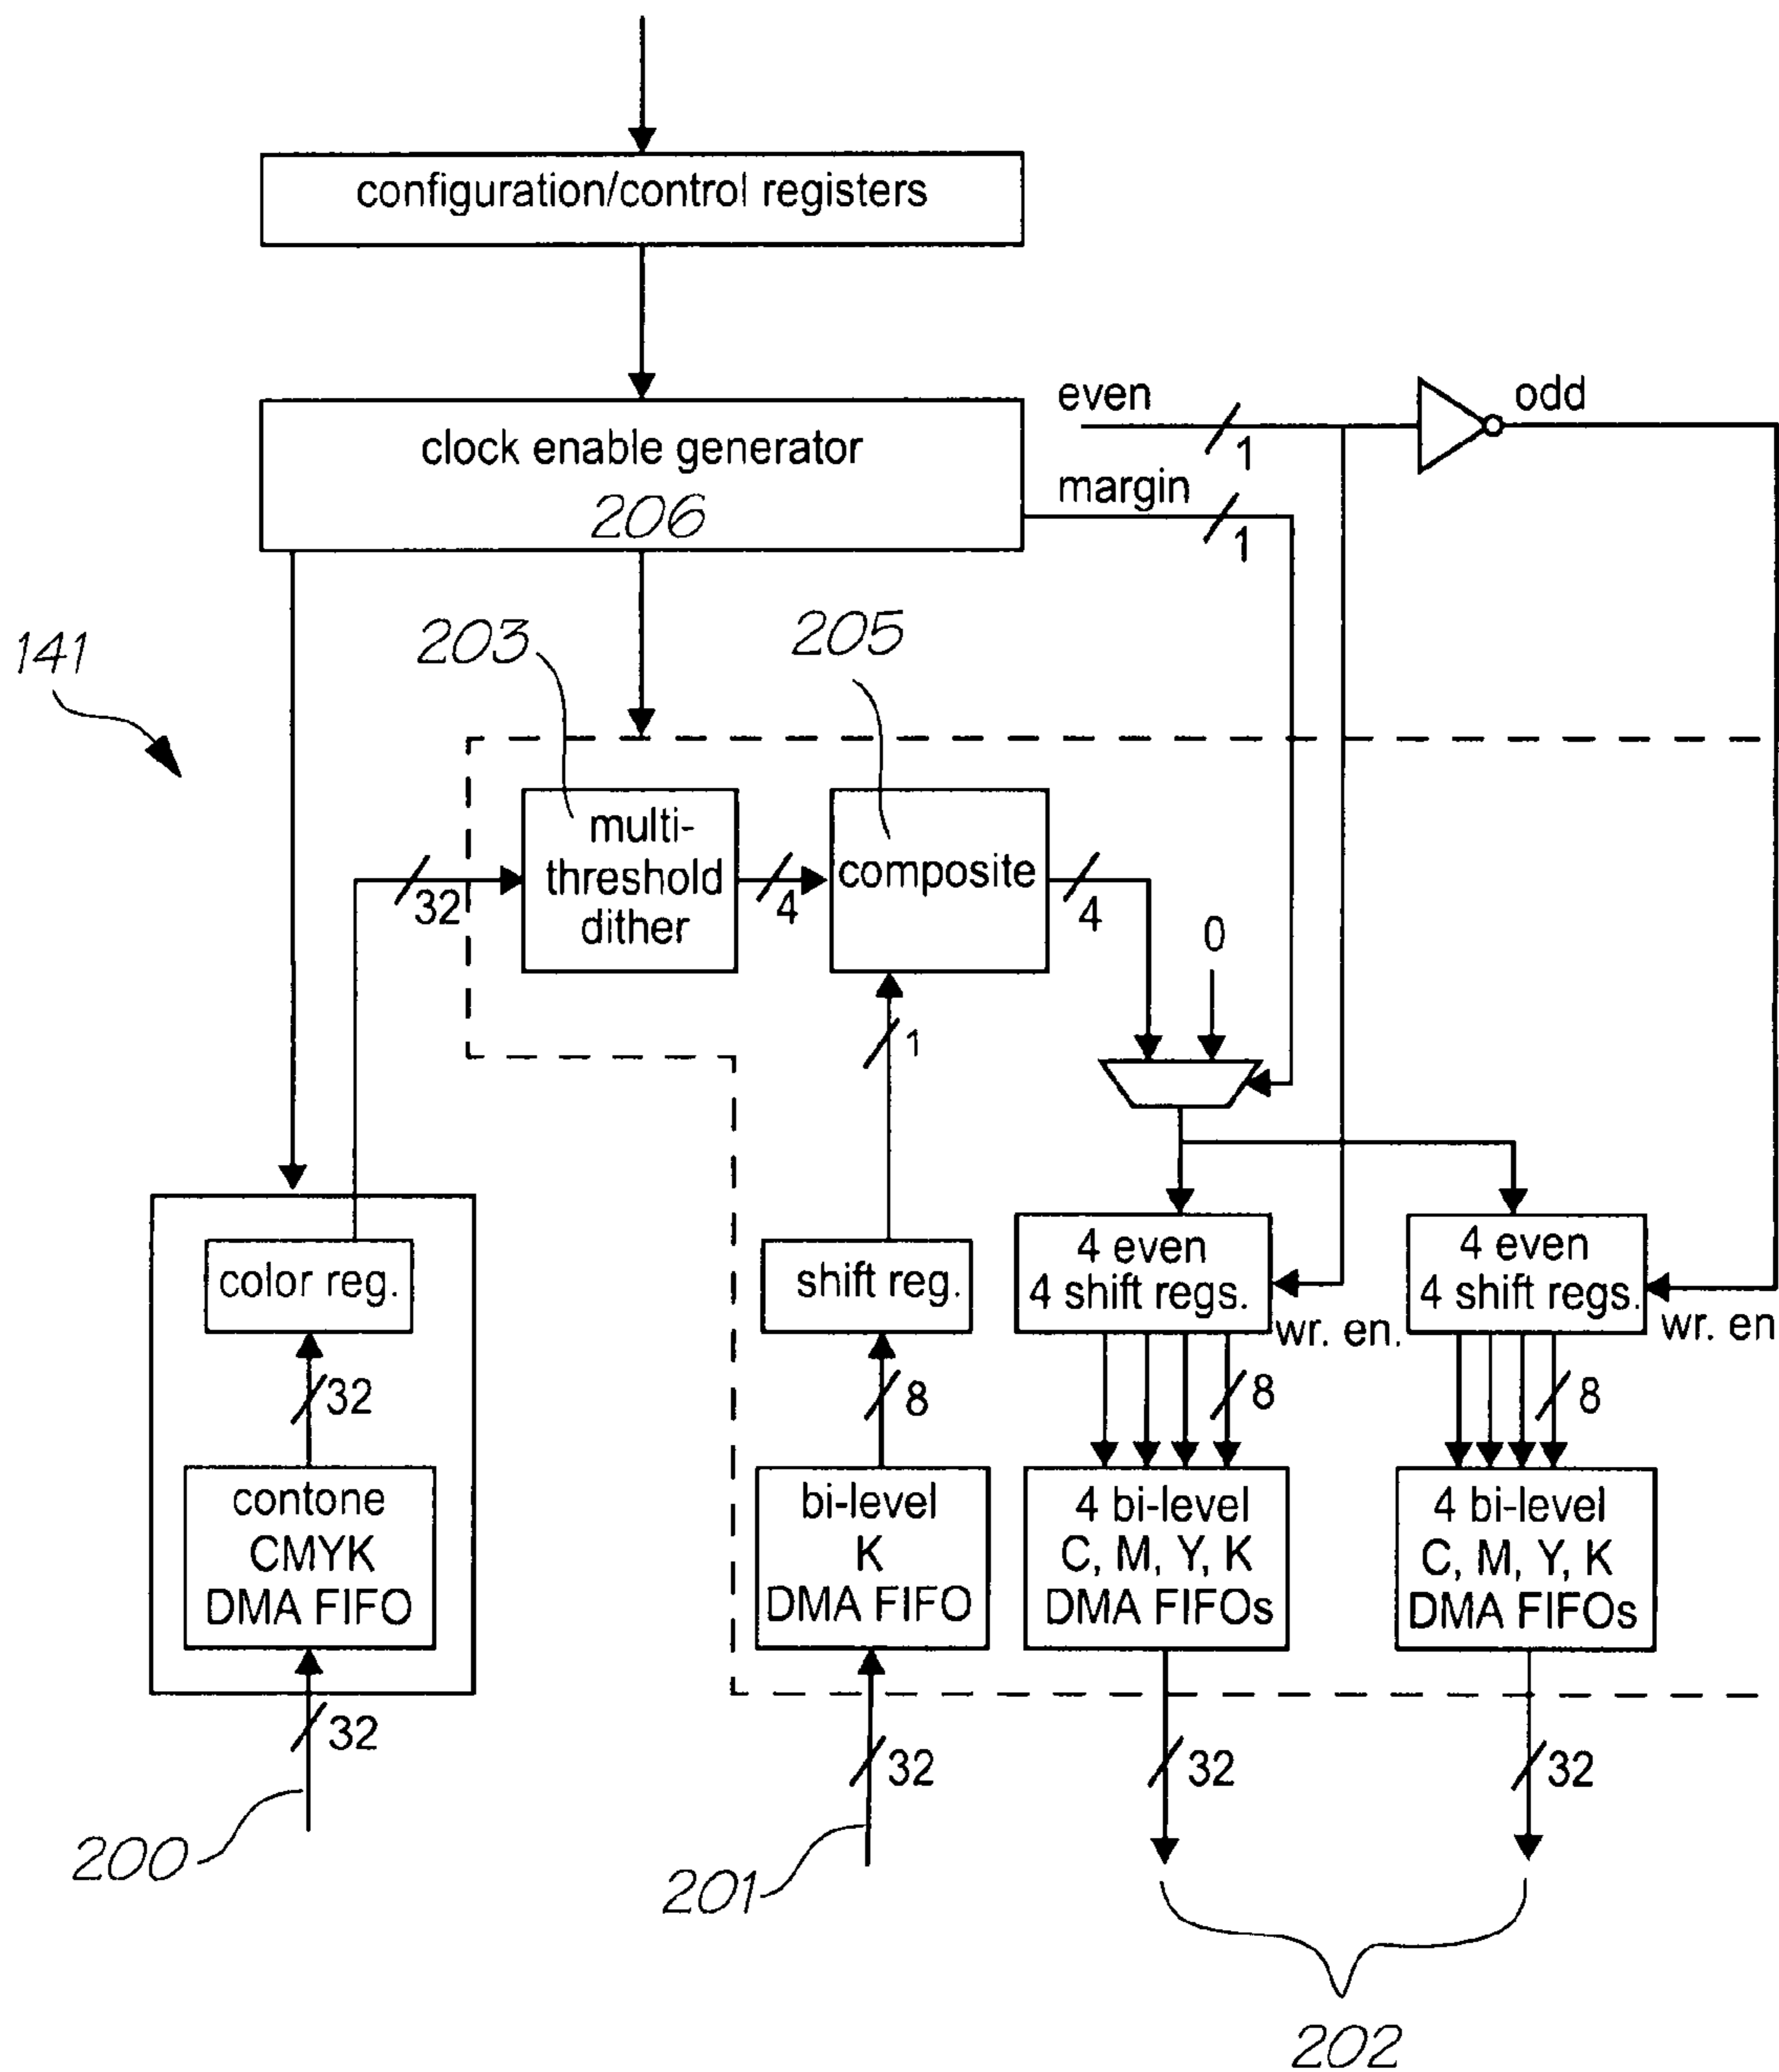 configuration/control registers
even
odd
clock enable generator
1
206
margin
1
203
205
141
multi-
threshold
dither
composite
32
4
4
0
1
color reg.
shift reg.
4 even
4 shift regs.
4 even
4 shift regs.
wr. en.
wr. en
32
8
8
8
contone
CMYK
DMA FIFO
bi-level
K
DMA FIFO
4 bi-level
C, M, Y, K
DMA FIFOs
4 bi-level
C, M, Y, K
DMA FIFOs
32
32
32
32
200
201
202